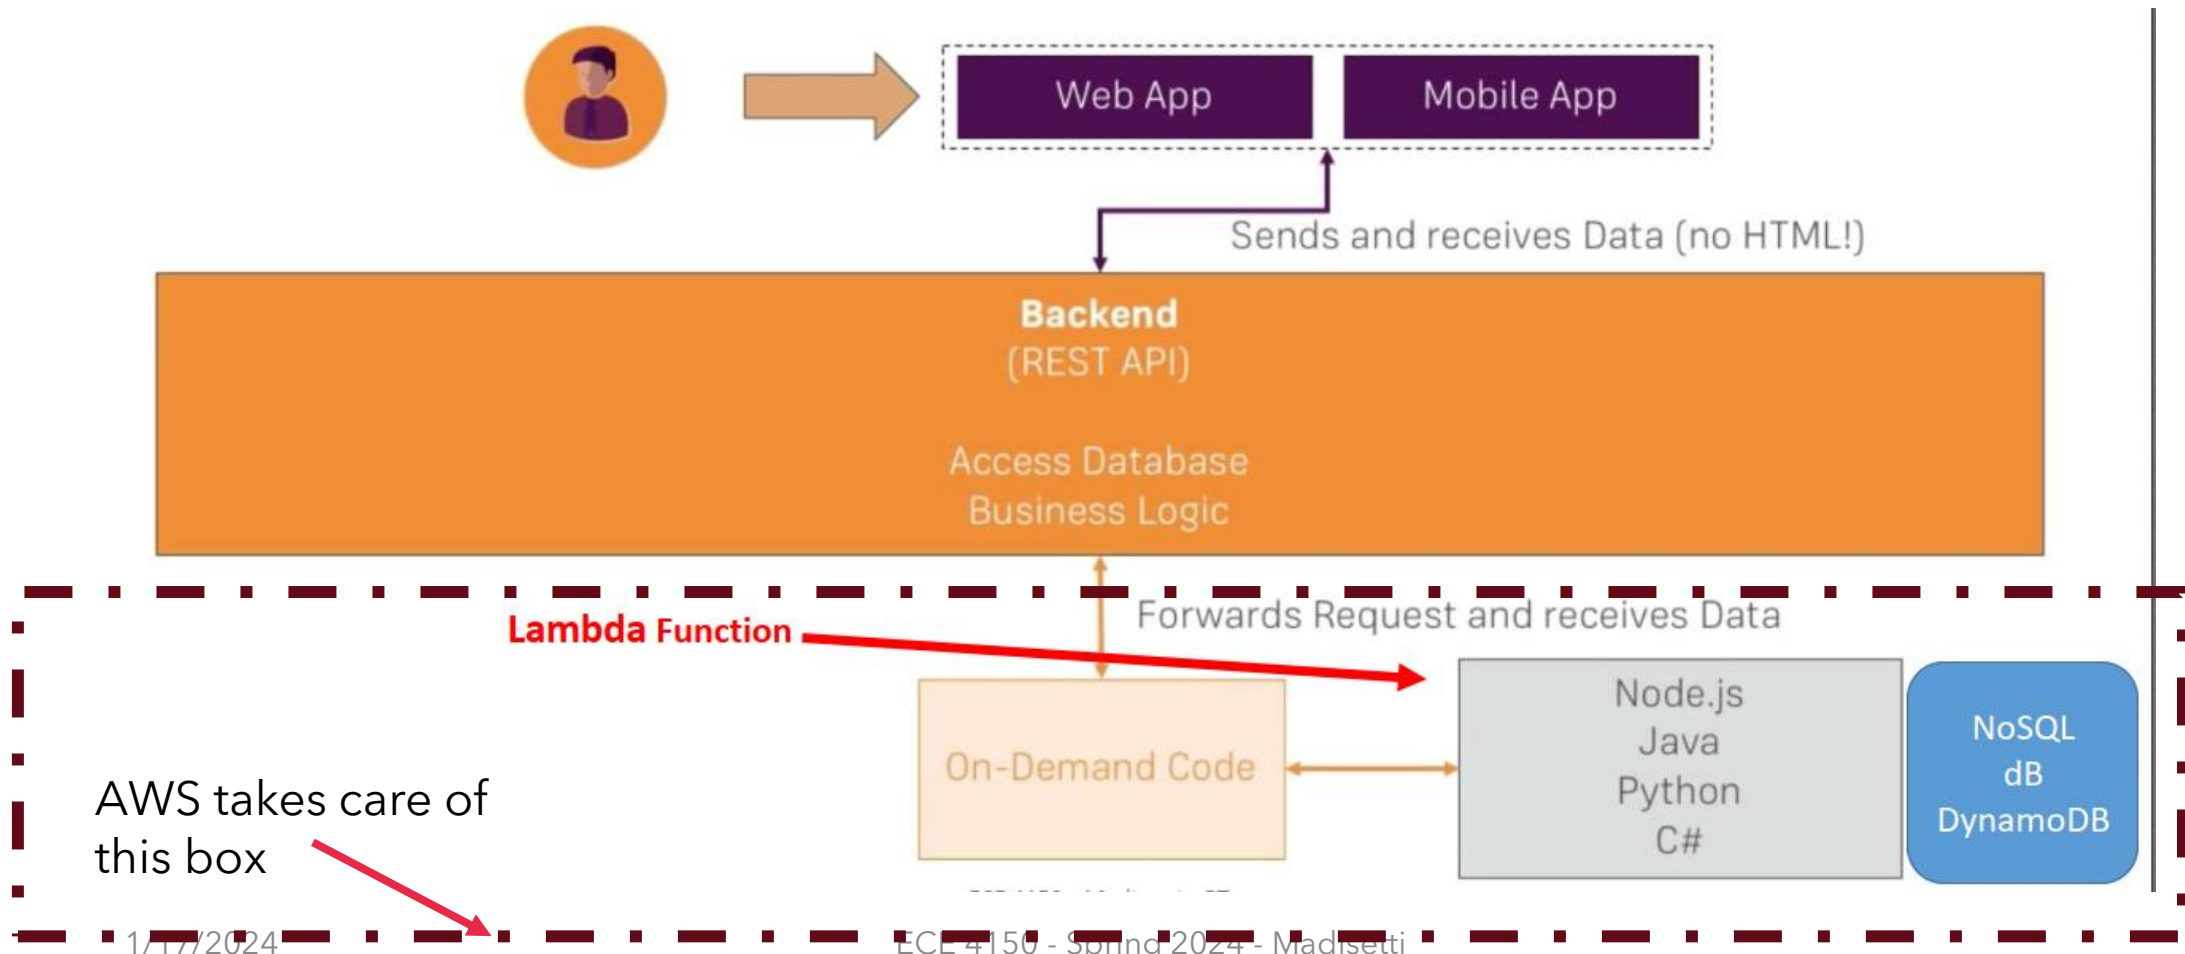 Web App
Mobile App
Sends and receives Data (no HTML!)
Backend
(REST API)
Access Database
Business Logic
Forwards Request and receives Data
Lambda Function
On-Demand Code
Node.js
Java
Python
C#
NoSQL
dB
DynamoDB
AWS takes care of
this box
1/17/2024
ECE 4150 - Spring 2024 - Madisetti